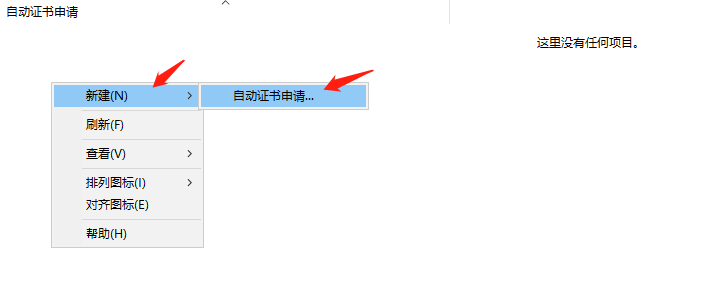 自动证书申请
这里没有任何项目。
新建(N)
自动证书申请...
刷新(F)
查看(V)
排列图标(I)
对齐图标(E)
帮助(H)